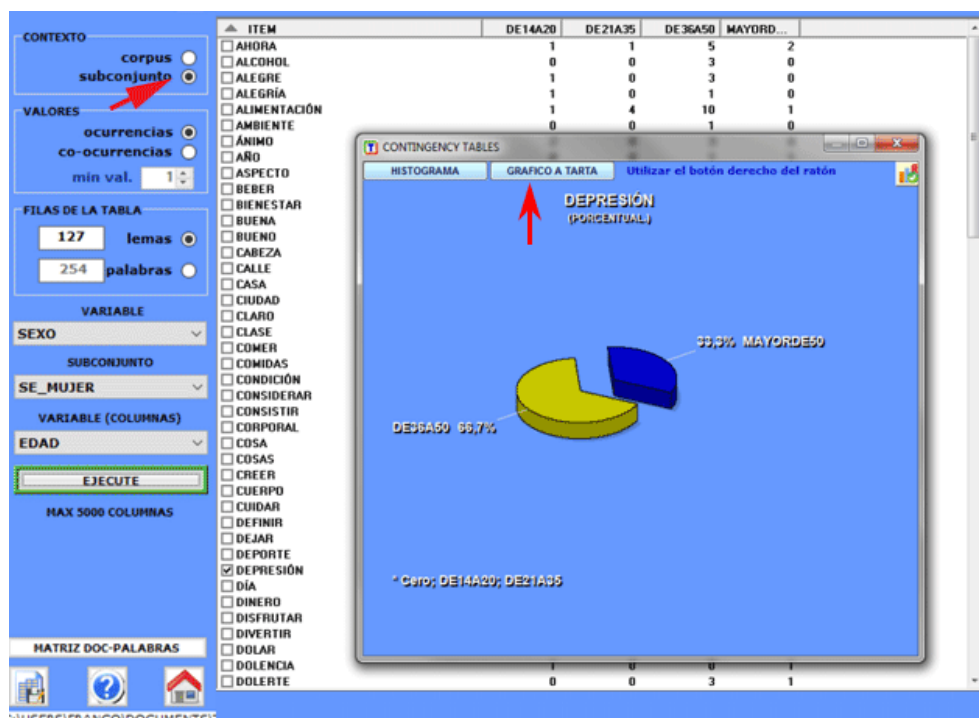 CONTEXTO
corpus
subconjunto
VALORES
ocurrencias
co-ocurrencias
min val. 1
FILAS DE LA TABLA
127 lemas
254 palabras
VARIABLE
SEXO
SUBCONJUNTO
SE_MUJER
VARIABLE (COLUMNAS)
EDAD
EJECUTE
MAX 5000 COLUMNAS
MATRIZ DOC-PALABRAS
ITEM DE14A20 DE21A35 DE36A50 MAYORD...
AHORA 1 1 5 2
ALCOHOL 0 0 3 0
ALEGRE 1 0 3 0
ALEGRÍA 1 0 1 0
ALIMENTACIÓN 1 4 10 1
AMBIENTE 0 0 1 0
ÁNIMO
AÑO
ASPECTO
BEBER
BIENESTAR
BUENA
BUENO
CABEZA
CALLE
CASA
CIUDAD
CLARO
CLASE
COMER
COMIDAS
CONDICIÓN
CONSIDERAR
CONSISTIR
CORPORAL
COSA
COSAS
CREER
CUERPO
CUIDAR
DEFINIR
DEJAR
DEPORTE
DEPRESIÓN
DÍA
DINERO
DISFRUTAR
DIVERTIR
DOLAR
DOLENCIA
DOLERTE 0 0 3 1
CONTINGENCY TABLES
HISTOGRAMA GRAFICO A TARTA Utilizar el botón derecho del ratón
DEPRESIÓN
(PORCENTUAL)
33,3% MAYORDE50
DE36A50 66,7%
* Cero; DE14A20; DE21A35